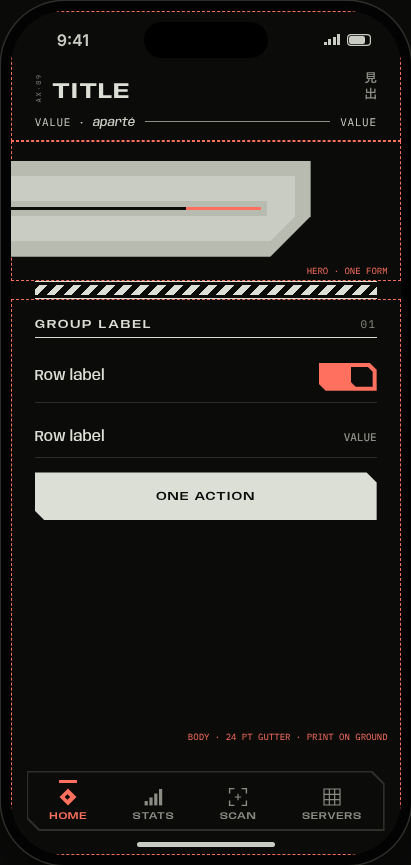 9:41
AX·09
TITLE
見出
VALUE · aparté
VALUE
HERO · ONE FORM
GROUP LABEL
01
Row label
Row label
VALUE
ONE ACTION
BODY · 24 PT GUTTER · PRINT ON GROUND
HOME
STATS
SCAN
SERVERS